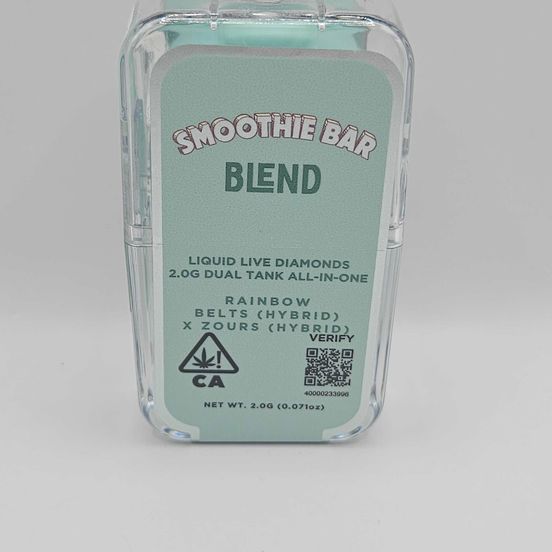 SMOOTHIE BAR
BLEND
LIQUID LIVE DIAMONDS
2.0G DUAL TANK ALL-IN-ONE
RAINBOW
BELTS (HYBRID)
X ZOURS (HYBRID)
VERIFY
!
CA
40000233996
NET WT. 2.0G (0.071oz)